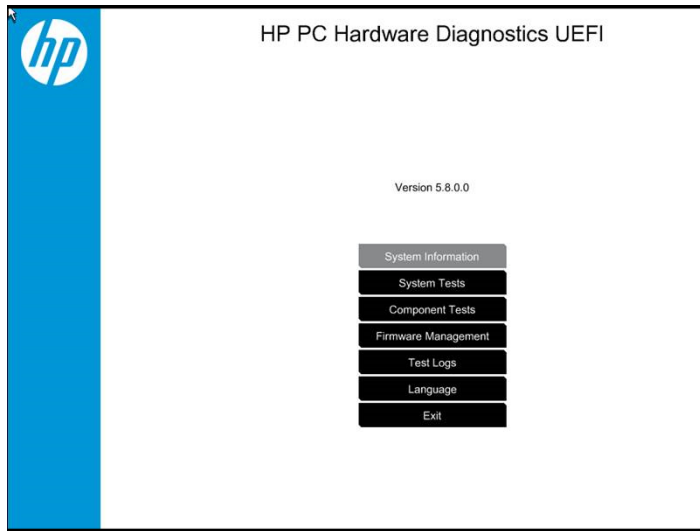 hp
HP PC Hardware Diagnostics UEFI
Version 5.8.0.0
System Information
System Tests
Component Tests
Firmware Management
Test Logs
Language
Exit